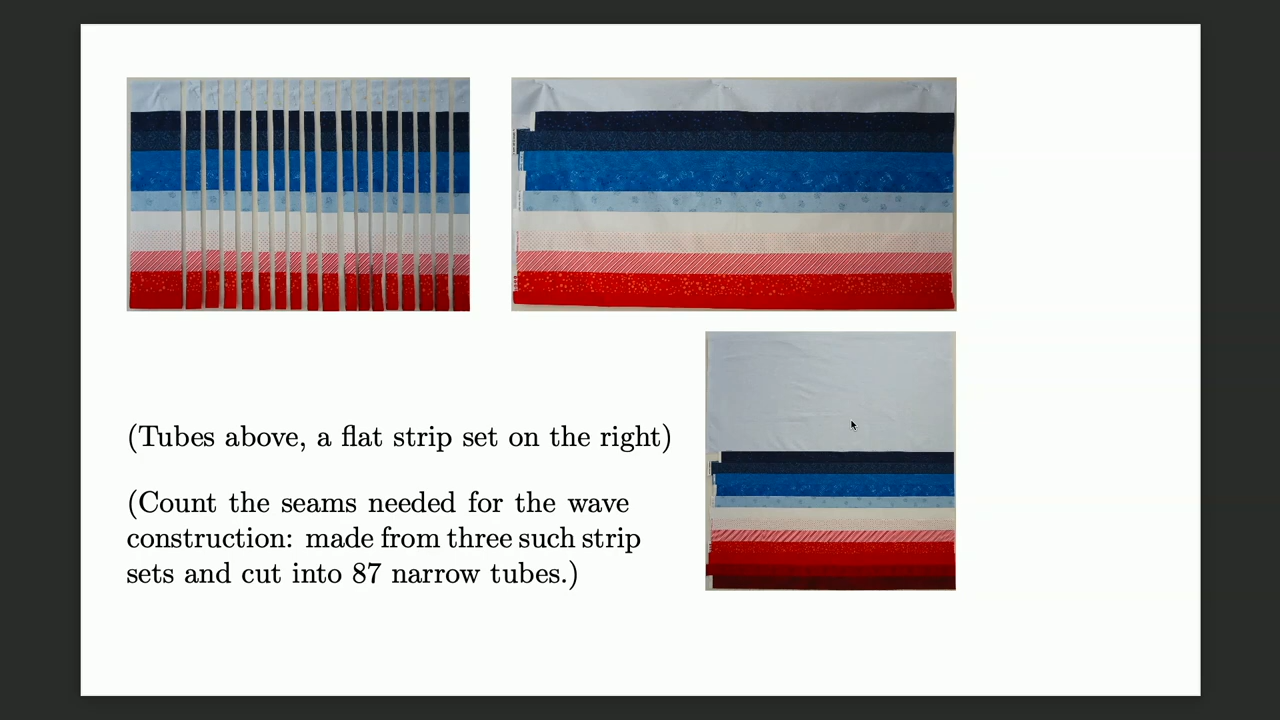 (Tubes above, a flat strip set on the right)
(Count the seams needed for the wave
construction: made from three such strip
sets and cut into 87 narrow tubes.)